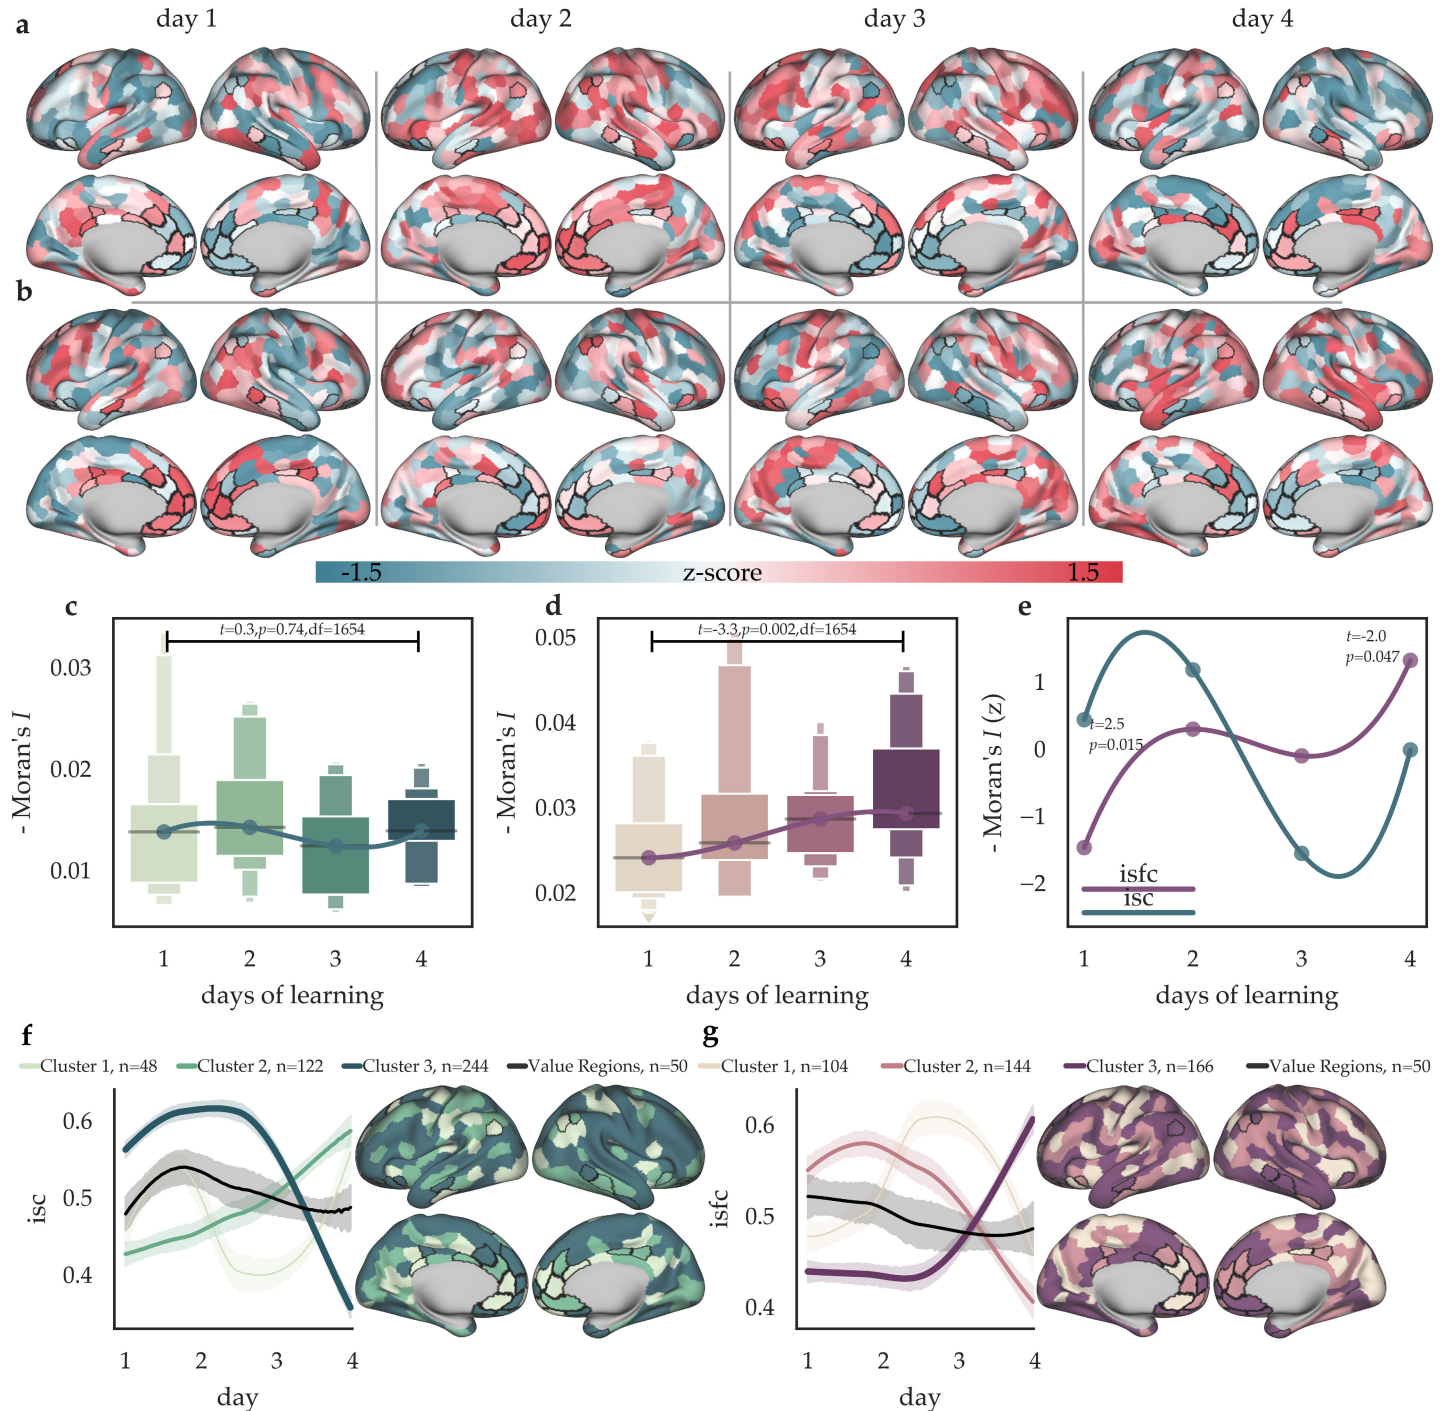 a
day 1 day 2 day 3 day 4
b
-1.5 z-score 1.5
c
t=0.3,p=0.74,df=1654
- Moran's I
0.03
0.02
0.01
1 2 3 4
days of learning
d
t=-3.3,p=0.002,df=1654
- Moran's I
0.05
0.04
0.03
0.02
1 2 3 4
days of learning
e
t=-2.0
p=0.047
t=2.5
p=0.015
- Moran's I (z)
1
0
−1
−2
isfc
isc
1 2 3 4
days of learning
f
Cluster 1, n=48 Cluster 2, n=122 Cluster 3, n=244 Value Regions, n=50
isc
0.6
0.5
0.4
1 2 3 4
day
g
Cluster 1, n=104 Cluster 2, n=144 Cluster 3, n=166 Value Regions, n=50
isfc
0.6
0.5
0.4
1 2 3 4
day